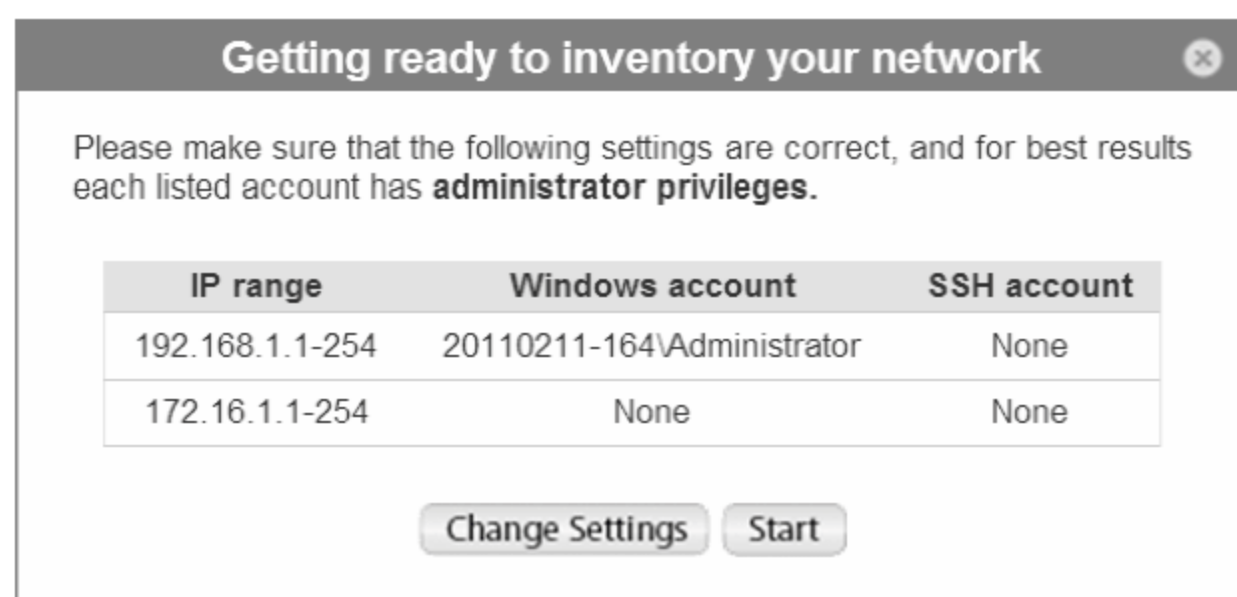 Getting ready to inventory your network
Please make sure that the following settings are correct, and for best results
each listed account has administrator privileges.
IP range Windows account SSH account
192.168.1.1-254 20110211-164\Administrator None
172.16.1.1-254 None None
Change Settings Start